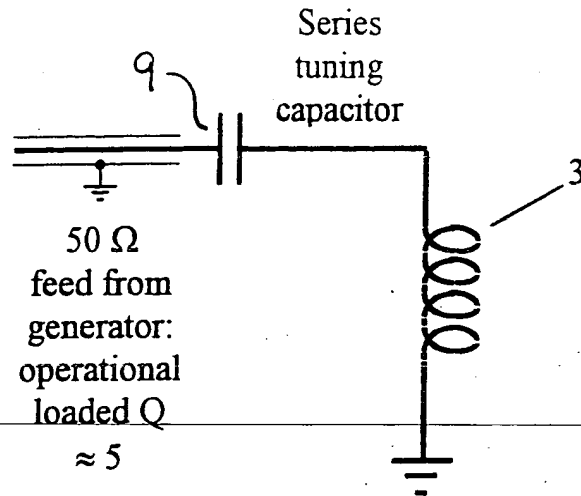 Series
tuning
capacitor
9
3
50 Ω
feed from
generator:
operational
loaded Q
≈ 5